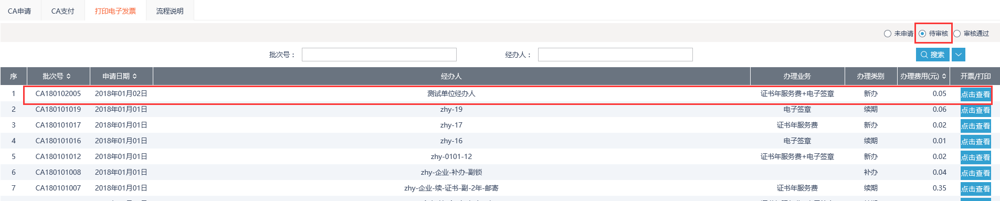 CA申请 CA支付 打印电子发票 流程说明
未申请 待审核 审核通过
批次号： 经办人： 搜索
序 批次号 申请日期 经办人 办理业务 办理类别 办理费用(元) 开票/打印
1 CA180102005 2018年01月02日 测试单位经办人 证书年服务费+电子签章 新办 0.05 点击查看
2 CA180101019 2018年01月01日 zhy-19 电子签章 续期 0.06 点击查看
3 CA180101017 2018年01月01日 zhy-17 证书年服务费 新办 0.02 点击查看
4 CA180101016 2018年01月01日 zhy-16 电子签章 续期 0.01 点击查看
5 CA180101012 2018年01月01日 zhy-0101-12 证书年服务费+电子签章 新办 0.02 点击查看
6 CA180101008 2018年01月01日 zhy-企业-补办-副锁 补办 0.04 点击查看
7 CA180101007 2018年01月01日 zhy-企业-续-证书-副-2年-邮寄 证书年服务费 续期 0.35 点击查看